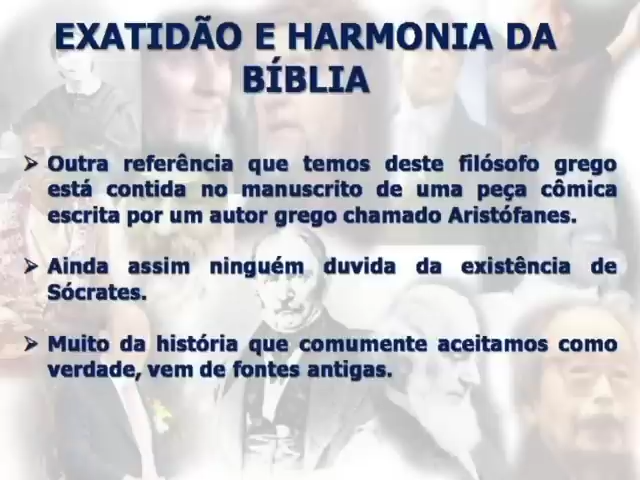 EXATIDÃO E HARMONIA DA
BÍBLIA
➢ Outra referência que temos deste filósofo grego
está contida no manuscrito de uma peça cômica
escrita por um autor grego chamado Aristófanes.
➢ Ainda assim ninguém duvida da existência de
Sócrates.
➢ Muito da história que comumente aceitamos como
verdade, vem de fontes antigas.